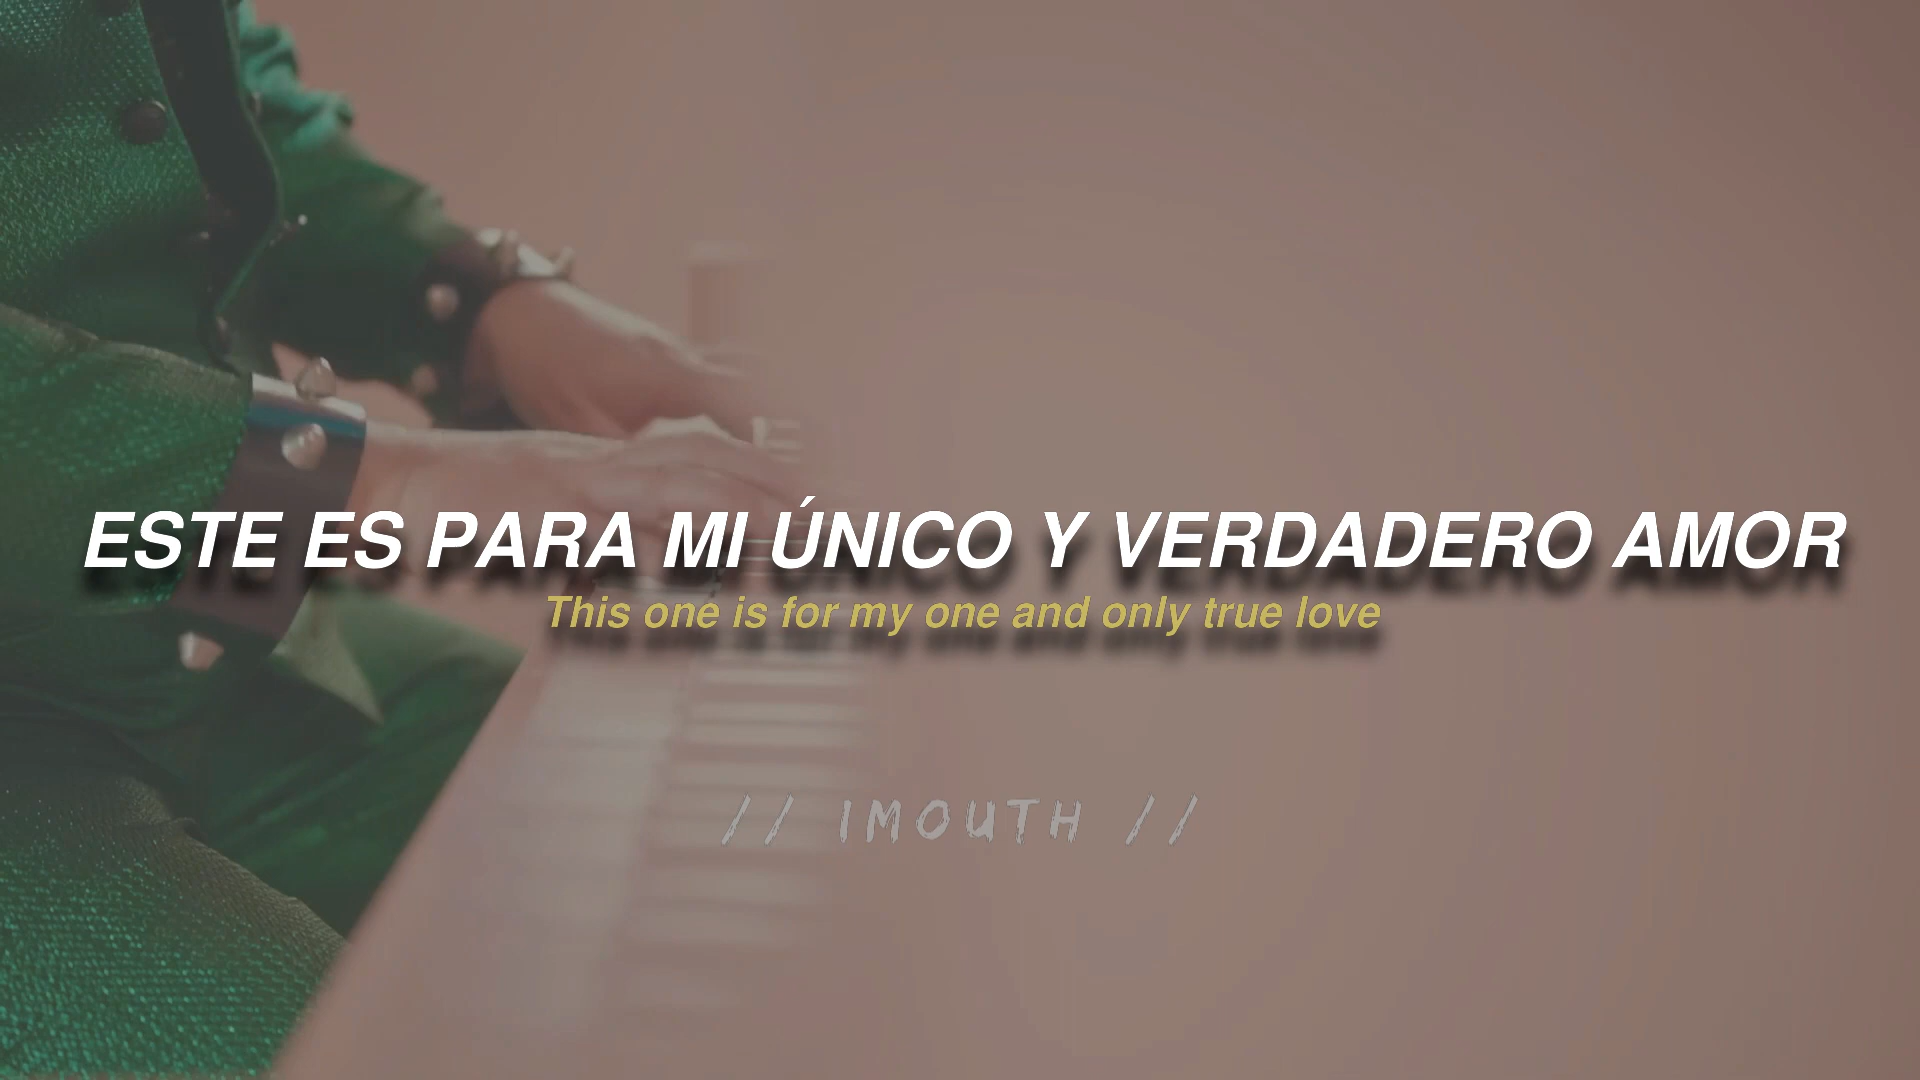 ESTE ES PARA MI ÚNICO Y VERDADERO AMOR
This one is for my one and only true love
// IMOUTH //